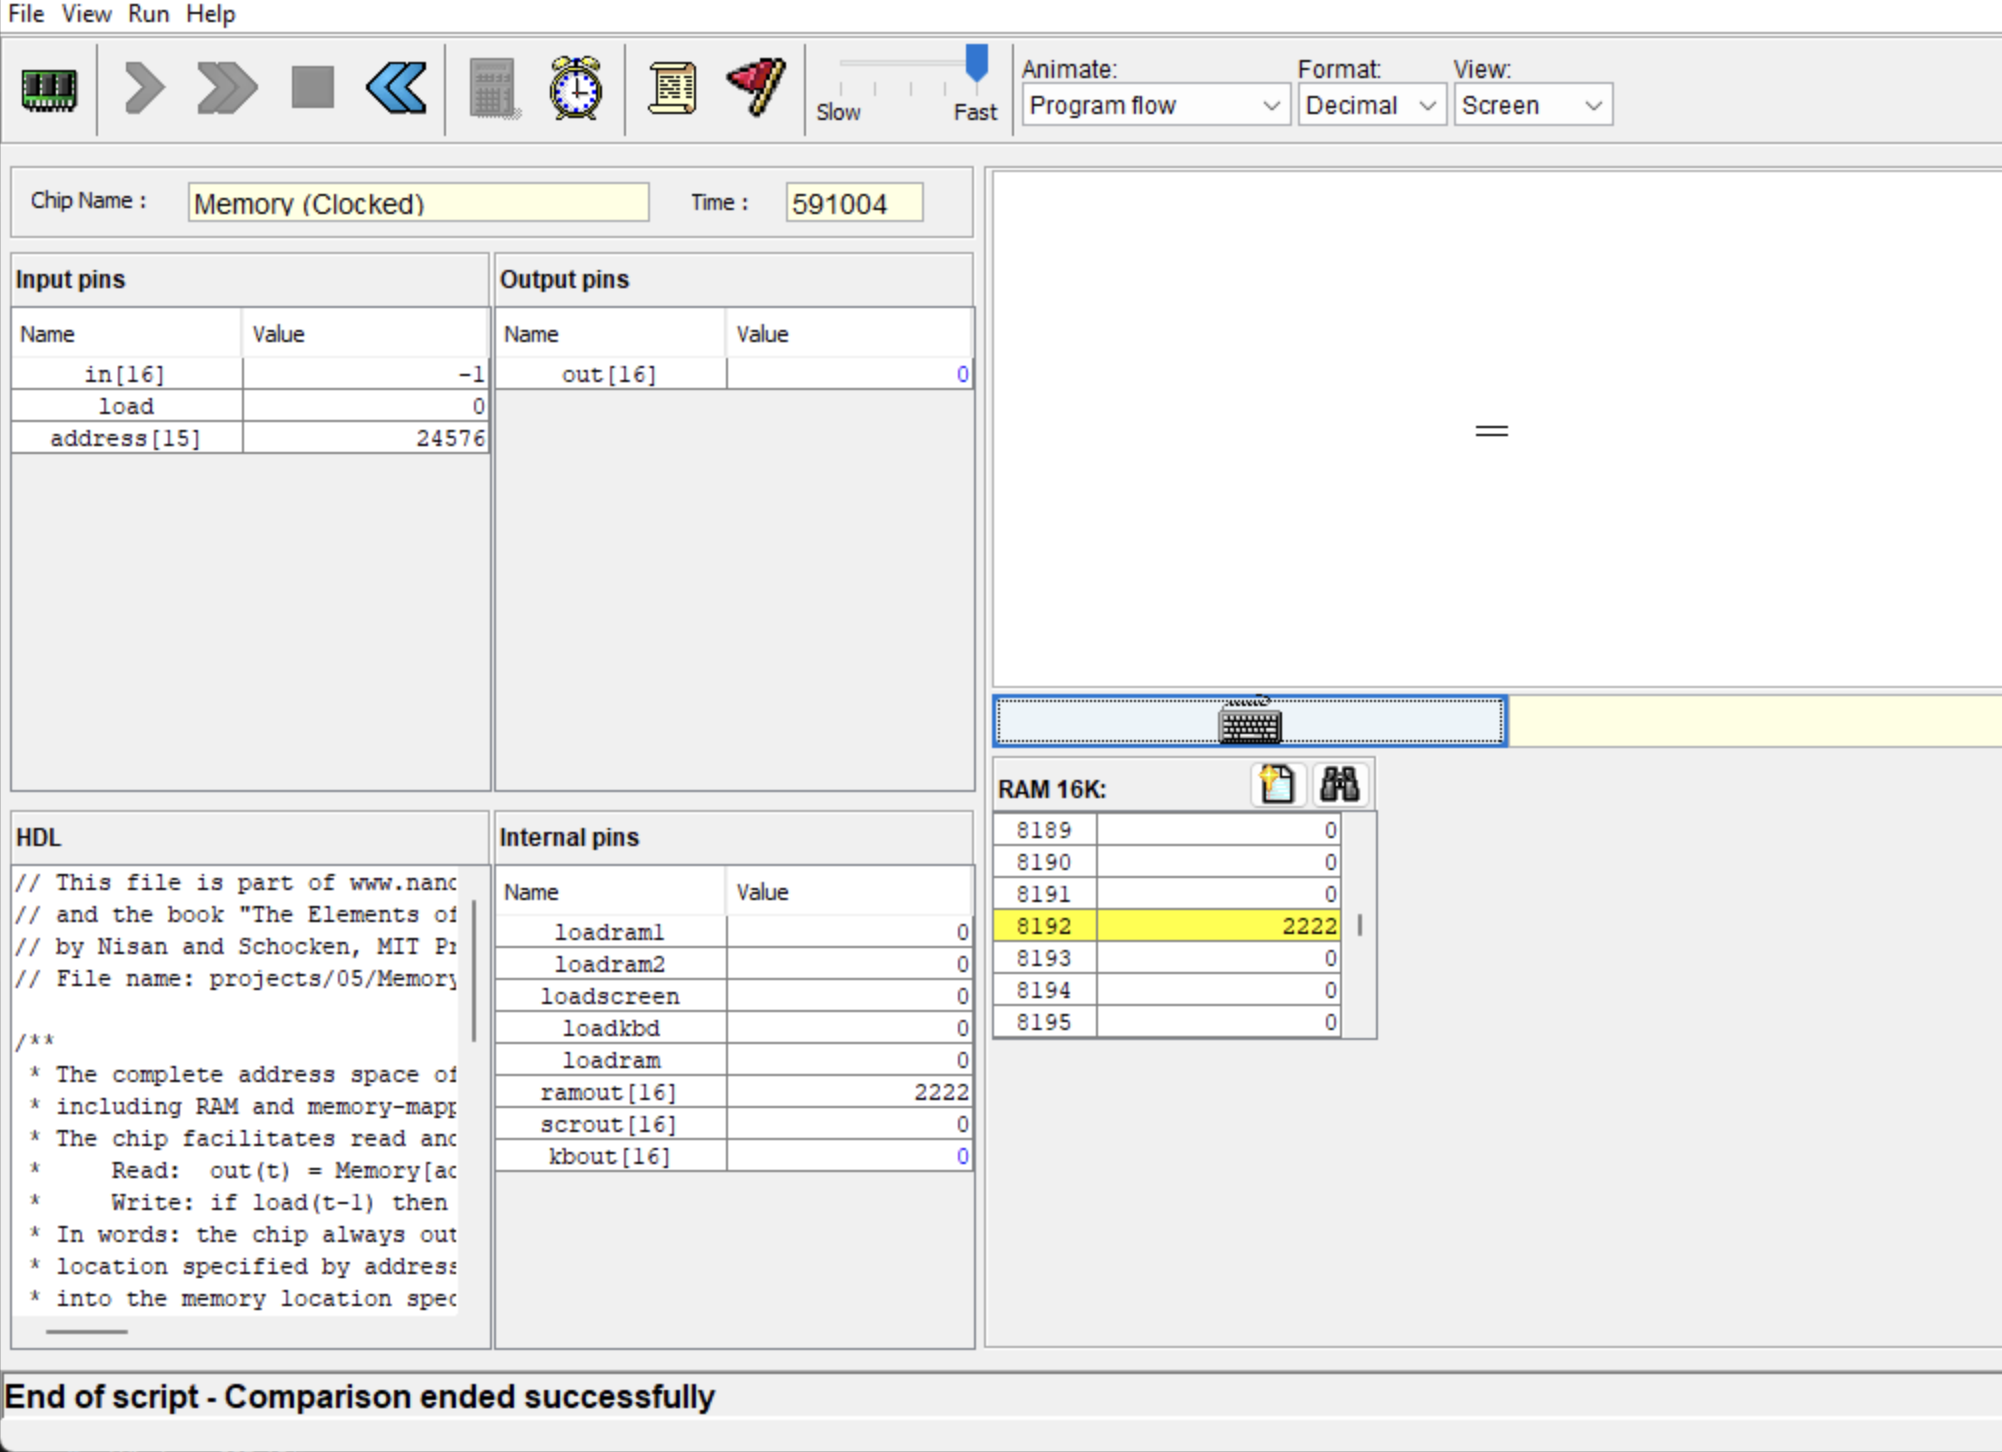 File View Run Help
Slow Fast
Animate: Format: View:
Program flow Decimal Screen
Chip Name : Memory (Clocked) Time : 591004
Input pins
Name Value
in[16] -1
load 0
address[15] 24576
Output pins
Name Value
out[16] 0
HDL
// This file is part of www.nanc
// and the book "The Elements of
// by Nisan and Schocken, MIT Pr
// File name: projects/05/Memory
/**
* The complete address space of
* including RAM and memory-mapp
* The chip facilitates read and
* Read: out(t) = Memory[ad
* Write: if load(t-1) then
* In words: the chip always out
* location specified by address
* into the memory location spec
Internal pins
Name Value
loadram1 0
loadram2 0
loadscreen 0
loadkbd 0
loadram 0
ramout[16] 2222
scrout[16] 0
kbout[16] 0
RAM 16K:
8189 0
8190 0
8191 0
8192 2222
8193 0
8194 0
8195 0
End of script - Comparison ended successfully